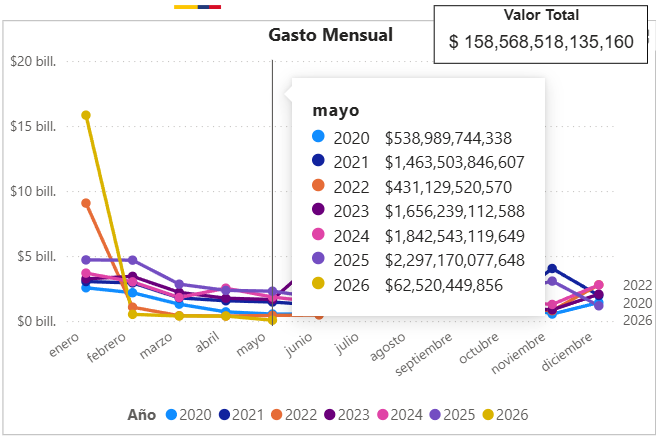 Valor Total
$ 158,568,518,135,160
Gasto Mensual
$20 bill.
$15 bill.
$10 bill.
$5 bill.
$0 bill.
mayo
2020 $538,989,744,338
2021 $1,463,503,846,607
2022 $431,129,520,570
2023 $1,656,239,112,588
2024 $1,842,543,119,649
2025 $2,297,170,077,648
2026 $62,520,449,856
2022
2020
2026
enero
febrero
marzo
abril
mayo
junio
julio
agosto
septiembre
octubre
noviembre
diciembre
Año 2020 2021 2022 2023 2024 2025 2026